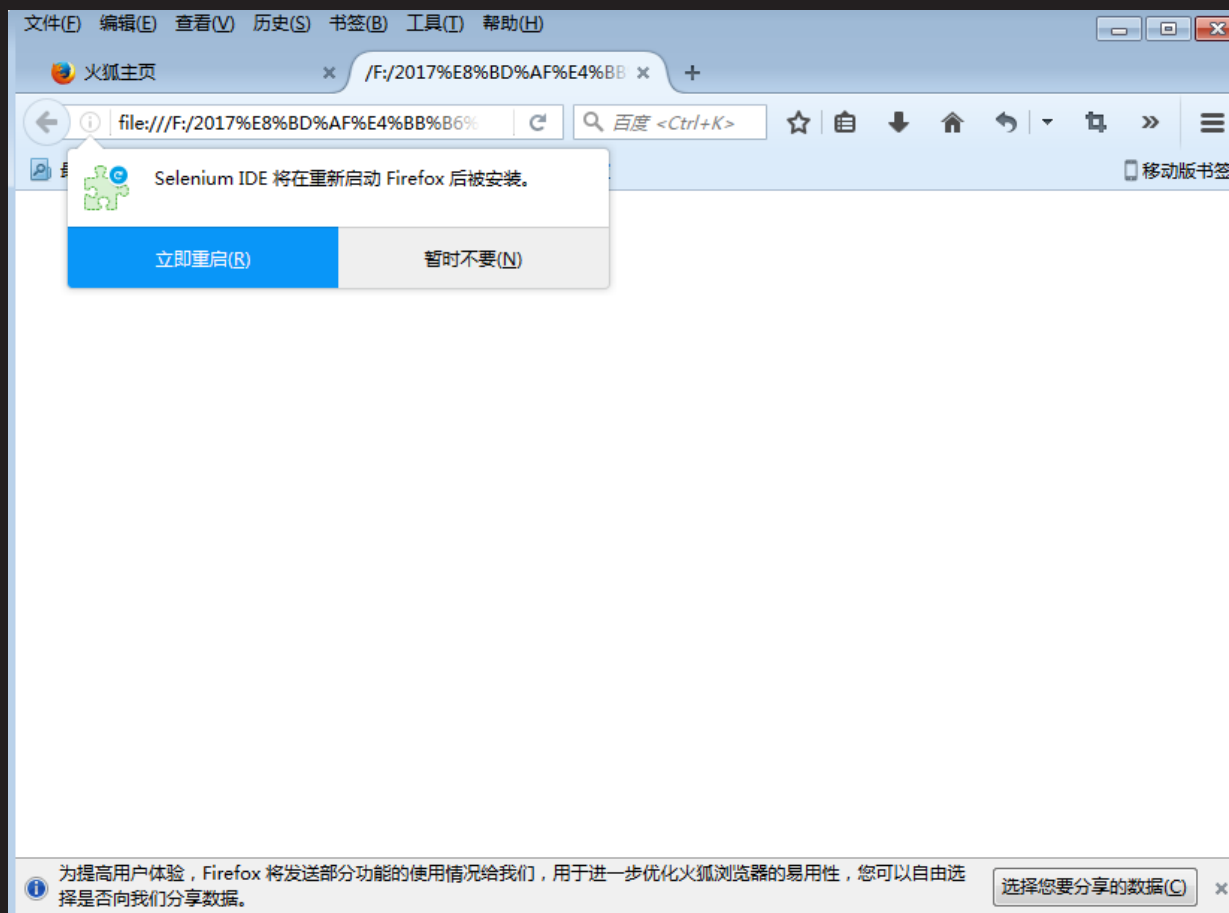 文件(F) 编辑(E) 查看(V) 历史(S) 书签(B) 工具(T) 帮助(H)
火狐主页 /F:/2017%E8%BD%AF%E4%BB
file:///F:/2017%E8%BD%AF%E4%BB%B6% 百度 <Ctrl+K>
移动版书签
Selenium IDE 将在重新启动 Firefox 后被安装。
立即重启(R) 暂时不要(N)
为提高用户体验，Firefox 将发送部分功能的使用情况给我们，用于进一步优化火狐浏览器的易用性，您可以自由选
择是否向我们分享数据。
选择您要分享的数据(C)